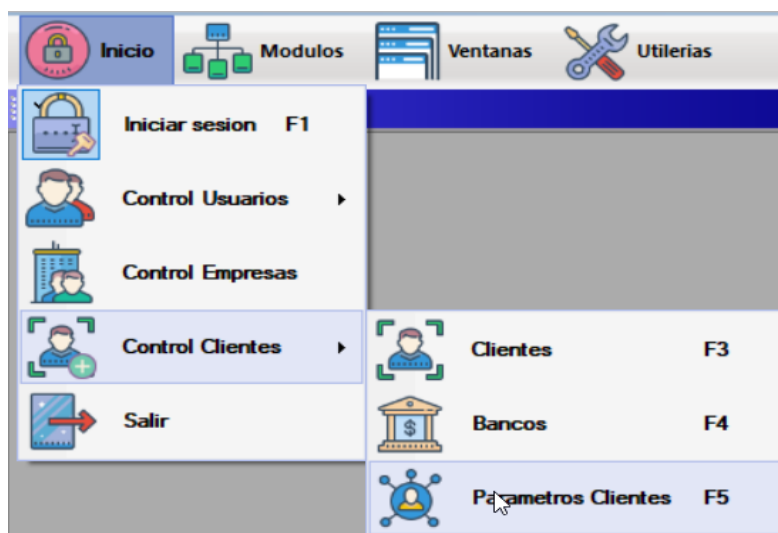 Inicio Modulos Ventanas Utilerias
Iniciar sesion F1
Control Usuarios
Control Empresas
Control Clientes
Clientes F3
Salir
Bancos F4
Parametros Clientes F5